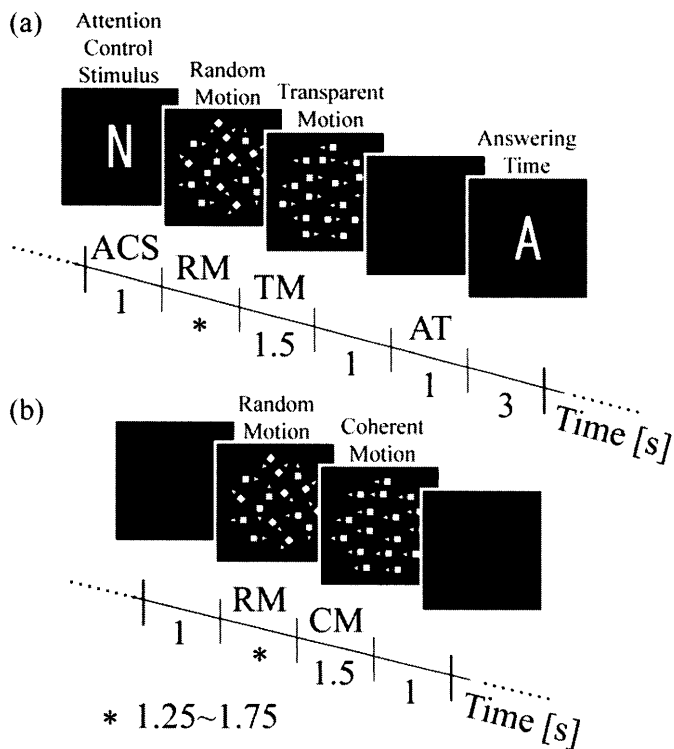 (a)
Attention
Control
Stimulus
Random
Motion
Transparent
Motion
Answering
Time
N
A
ACS
RM
TM
AT
1
*
1.5
1
1
3
Time [s]
(b)
Random
Motion
Coherent
Motion
RM
CM
1
*
1.5
1
Time [s]
* 1.25~1.75